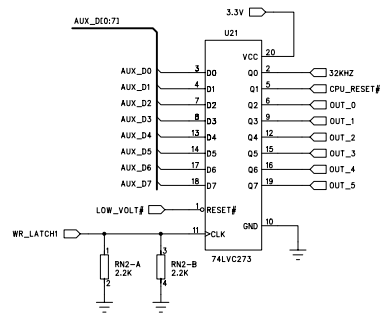 3.3V
AUX_D[0:7]
U21
VCC 20
AUX_D0 3 D0 Q0 2 32KHZ
AUX_D1 4 D1 Q1 5 CPU_RESET#
AUX_D2 7 D2 Q2 6 OUT_0
AUX_D3 8 D3 Q3 9 OUT_1
AUX_D4 13 D4 Q4 12 OUT_2
AUX_D5 14 D5 Q5 15 OUT_3
AUX_D6 17 D6 Q6 16 OUT_4
AUX_D7 18 D7 Q7 19 OUT_5
LOW_VOLT# 1 RESET#
GND 10
WR_LATCH1 11 CLK
74LVC273
1 RN2-A 2 2.2K
3 RN2-B 4 2.2K